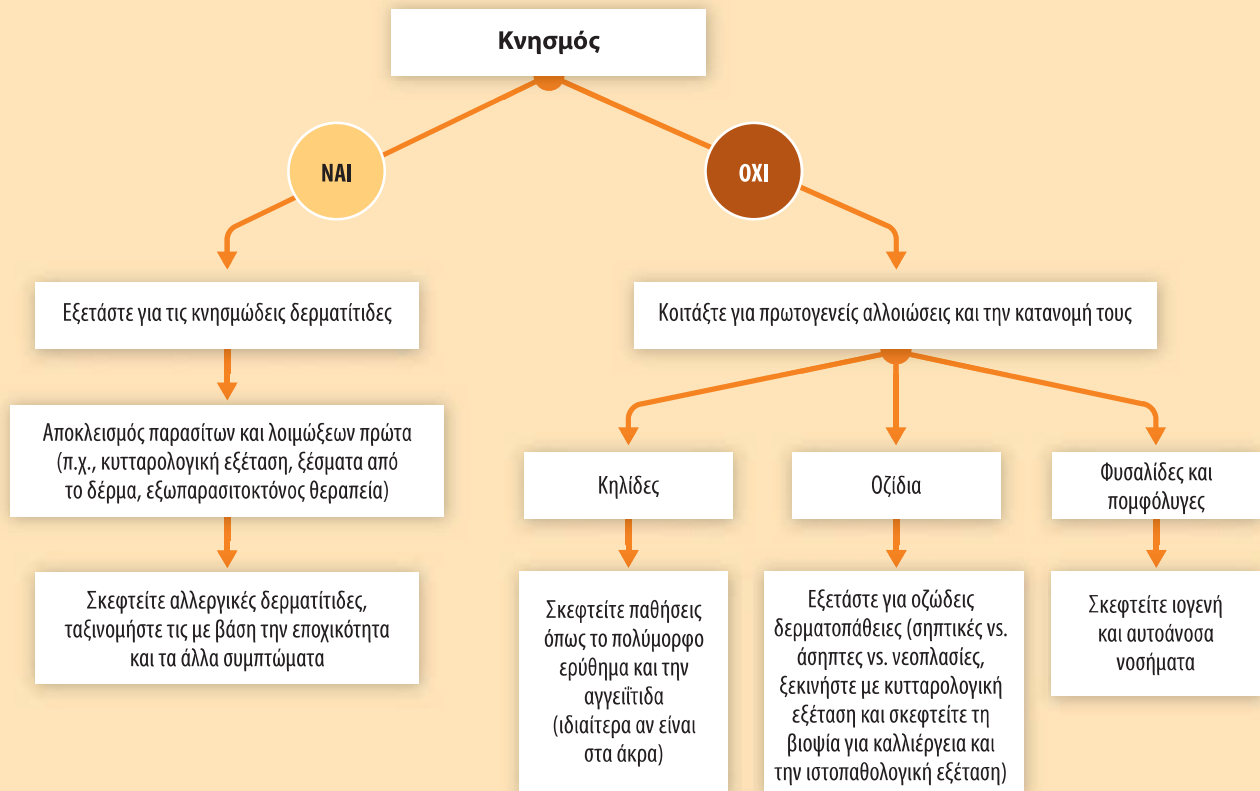 Κνησμός
ΝΑΙ
ΟΧΙ
Εξετάστε για τις κνησμώδεις δερματίτιδες
Κοιτάξτε για πρωτογενείς αλλοιώσεις και την κατανομή τους
Αποκλεισμός παρασίτων και λοιμώξεων πρώτα
(π.χ., κυτταρολογική εξέταση, ξέσματα από
το δέρμα, εξωπαρασιτοκτόνος θεραπεία)
Σκεφτείτε αλλεργικές δερματίτιδες,
ταξινομήστε τις με βάση την εποχικότητα
και τα άλλα συμπτώματα
Κηλίδες
Σκεφτείτε παθήσεις
όπως το πολύμορφο
ερύθημα και την
αγγειΐτιδα
(ιδιαίτερα αν είναι
στα άκρα)
Οζίδια
Εξετάστε για οζώδεις
δερματοπάθειες (σηπτικές vs.
άσηπτες vs. νεοπλασίες,
ξεκινήστε με κυτταρολογική
εξέταση και σκεφτείτε τη
βιοψία για καλλιέργεια και
την ιστοπαθολογική εξέταση)
Φυσαλίδες και
πομφόλυγες
Σκεφτείτε ιογενή
και αυτοάνοσα
νοσήματα